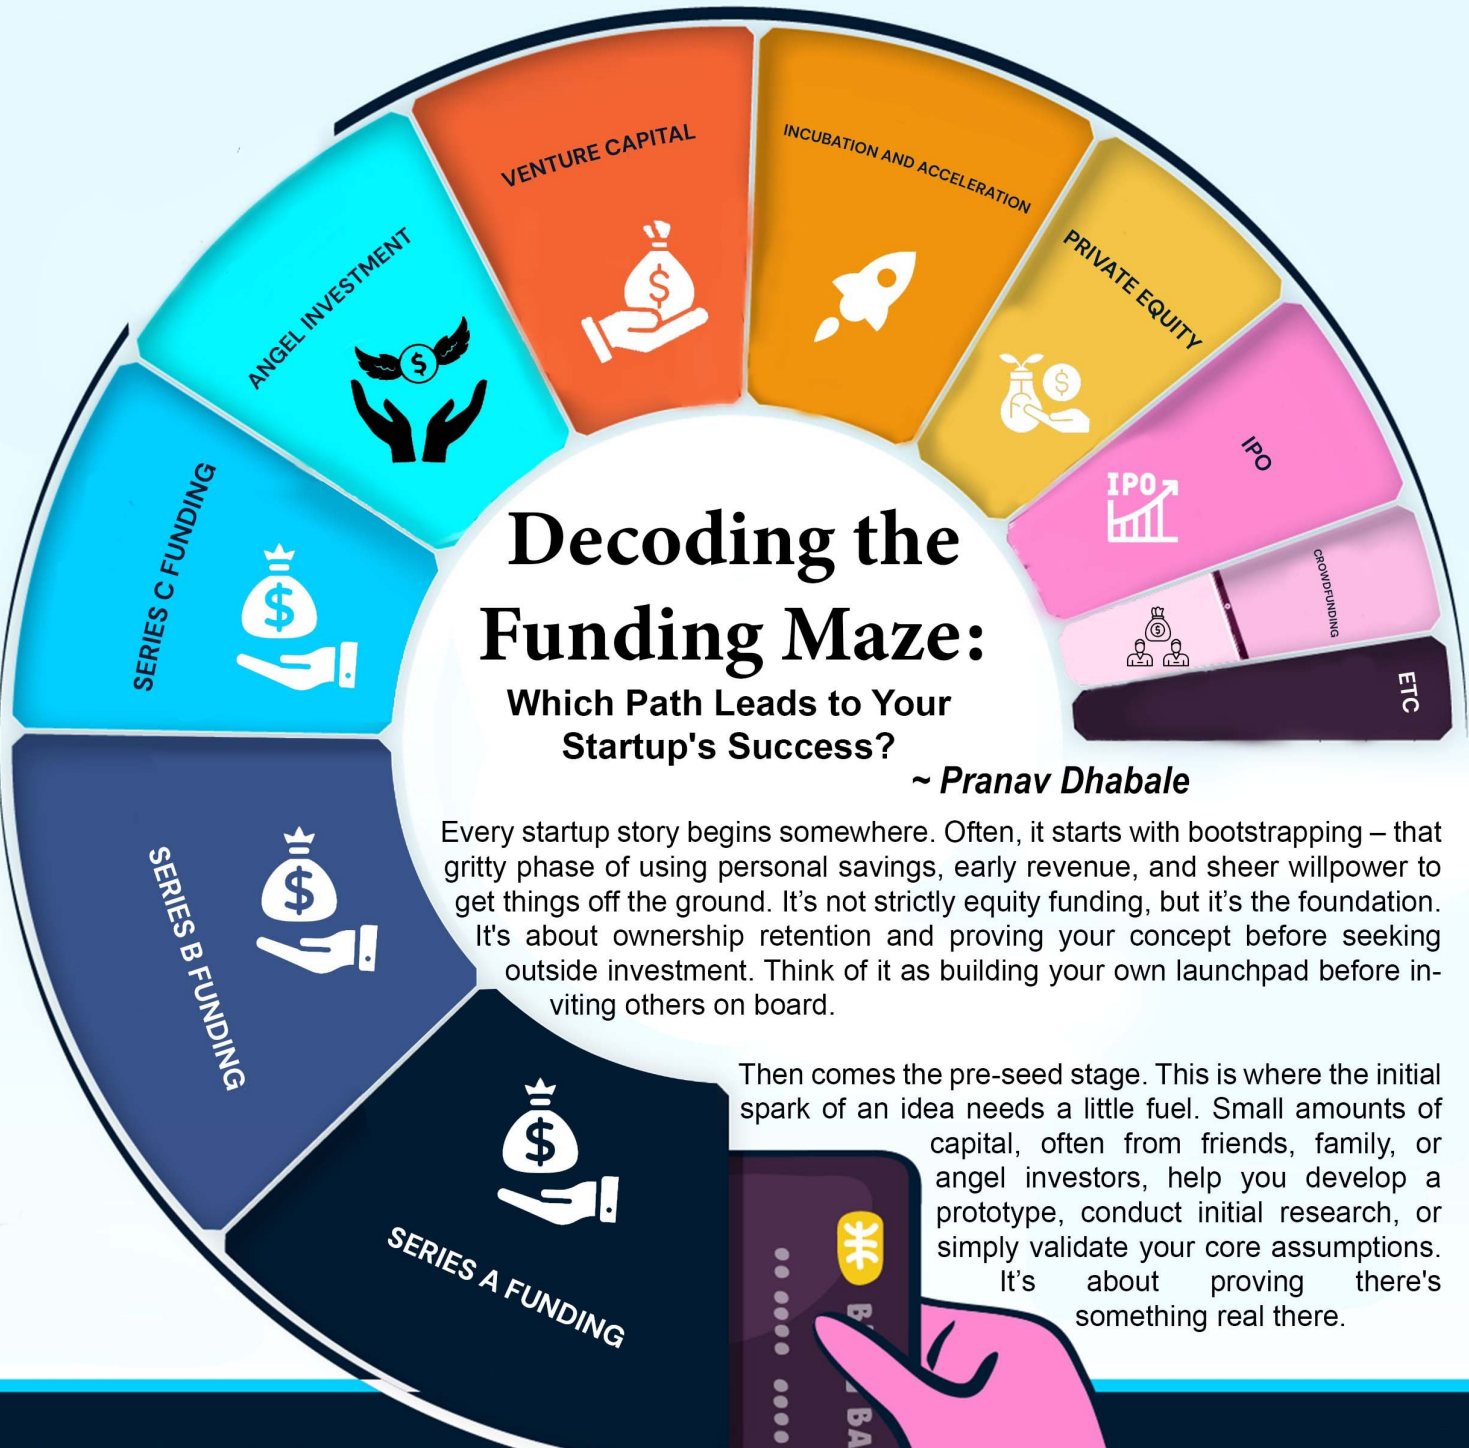 VENTURE CAPITAL
INCUBATION AND ACCELERATION
PRIVATE EQUITY
ANGEL INVESTMENT
IPO
IPO
CROWDFUNDING
ETC
SERIES C FUNDING
SERIES B FUNDING
SERIES A FUNDING
Decoding the
Funding Maze:
Which Path Leads to Your
Startup's Success?
~ Pranav Dhabale
Every startup story begins somewhere. Often, it starts with bootstrapping – that
gritty phase of using personal savings, early revenue, and sheer willpower to
get things off the ground. It’s not strictly equity funding, but it’s the foundation.
It's about ownership retention and proving your concept before seeking
outside investment. Think of it as building your own launchpad before in-
viting others on board.
Then comes the pre-seed stage. This is where the initial
spark of an idea needs a little fuel. Small amounts of
capital, often from friends, family, or
angel investors, help you develop a
prototype, conduct initial research, or
simply validate your core assumptions.
It’s about proving there's
something real there.